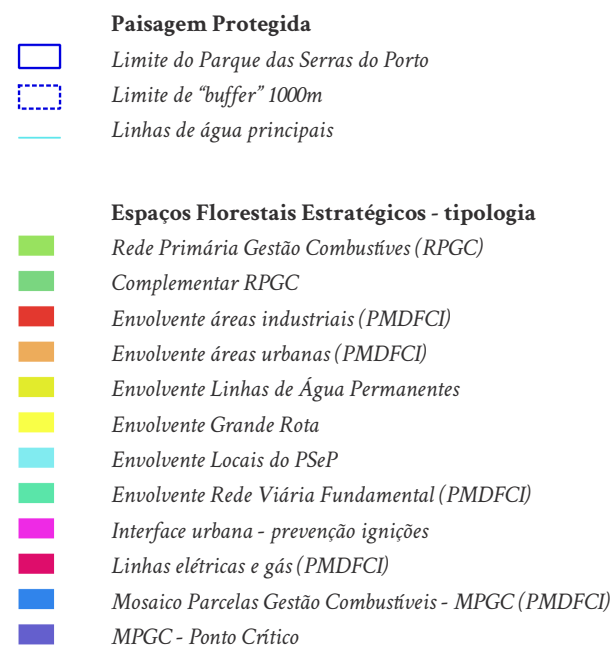 Paisagem Protegida
Limite do Parque das Serras do Porto
Limite de “buffer” 1000m
Linhas de água principais
Espaços Florestais Estratégicos - tipologia
Rede Primária Gestão Combustíves (RPGC)
Complementar RPGC
Envolvente áreas industriais (PMDFCI)
Envolvente áreas urbanas (PMDFCI)
Envolvente Linhas de Água Permanentes
Envolvente Grande Rota
Envolvente Locais do PSeP
Envolvente Rede Viária Fundamental (PMDFCI)
Interface urbana - prevenção ignições
Linhas elétricas e gás (PMDFCI)
Mosaico Parcelas Gestão Combustíveis - MPGC (PMDFCI)
MPGC - Ponto Crítico